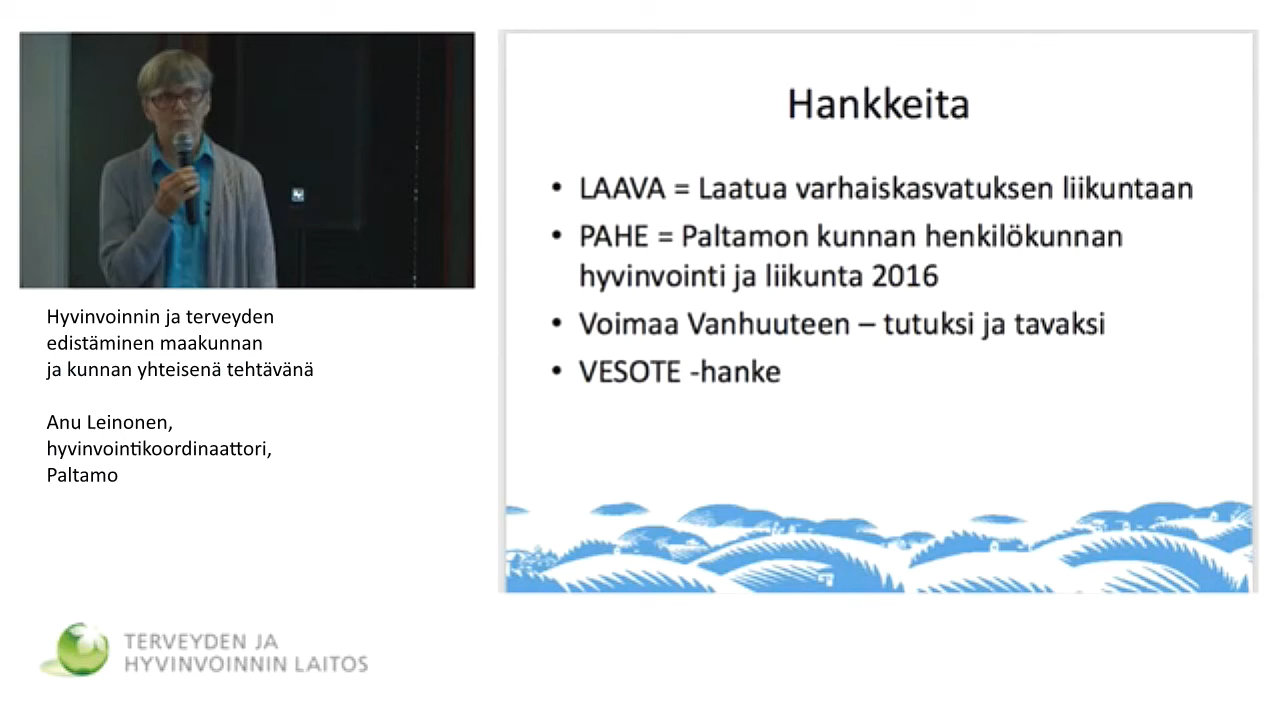 Hyvinvoinnin ja terveyden
edistäminen maakunnan
ja kunnan yhteisenä tehtävänä
Anu Leinonen,
hyvinvointikoordinaattori,
Paltamo
Hankkeita
• LAAVA = Laatua varhaiskasvatuksen liikuntaan
• PAHE = Paltamon kunnan henkilökunnan
hyvinvointi ja liikunta 2016
• Voimaa Vanhuuteen – tutuksi ja tavaksi
• VESOTE -hanke
TERVEYDEN JA
HYVINVOINNIN LAITOS